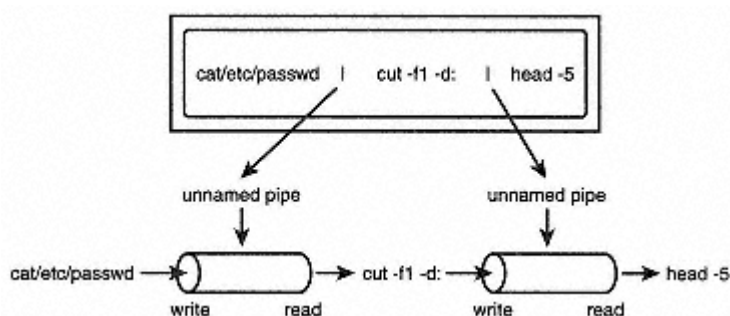 cat/etc/passwd | cut -f1 -d: | head -5
unnamed pipe unnamed pipe
cat/etc/passwd cut -f1 -d: head -5
write read write read